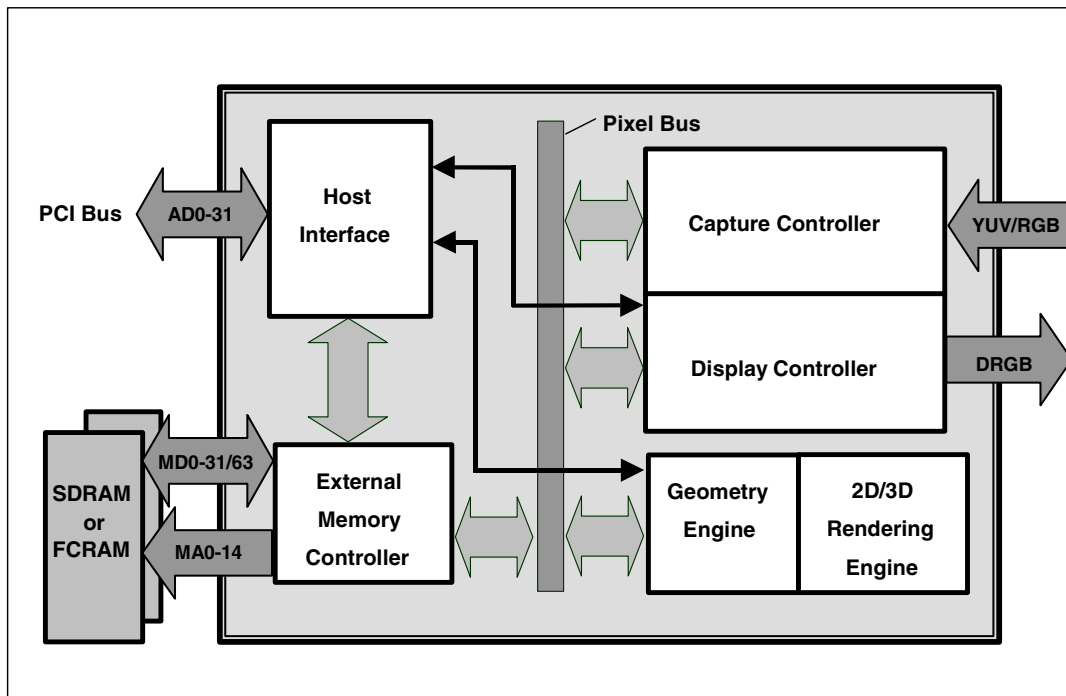 Pixel Bus
PCI Bus
AD0-31
Host
Interface
Capture Controller
YUV/RGB
Display Controller
DRGB
SDRAM
or
FCRAM
MD0-31/63
MA0-14
External
Memory
Controller
Geometry
Engine
2D/3D
Rendering
Engine